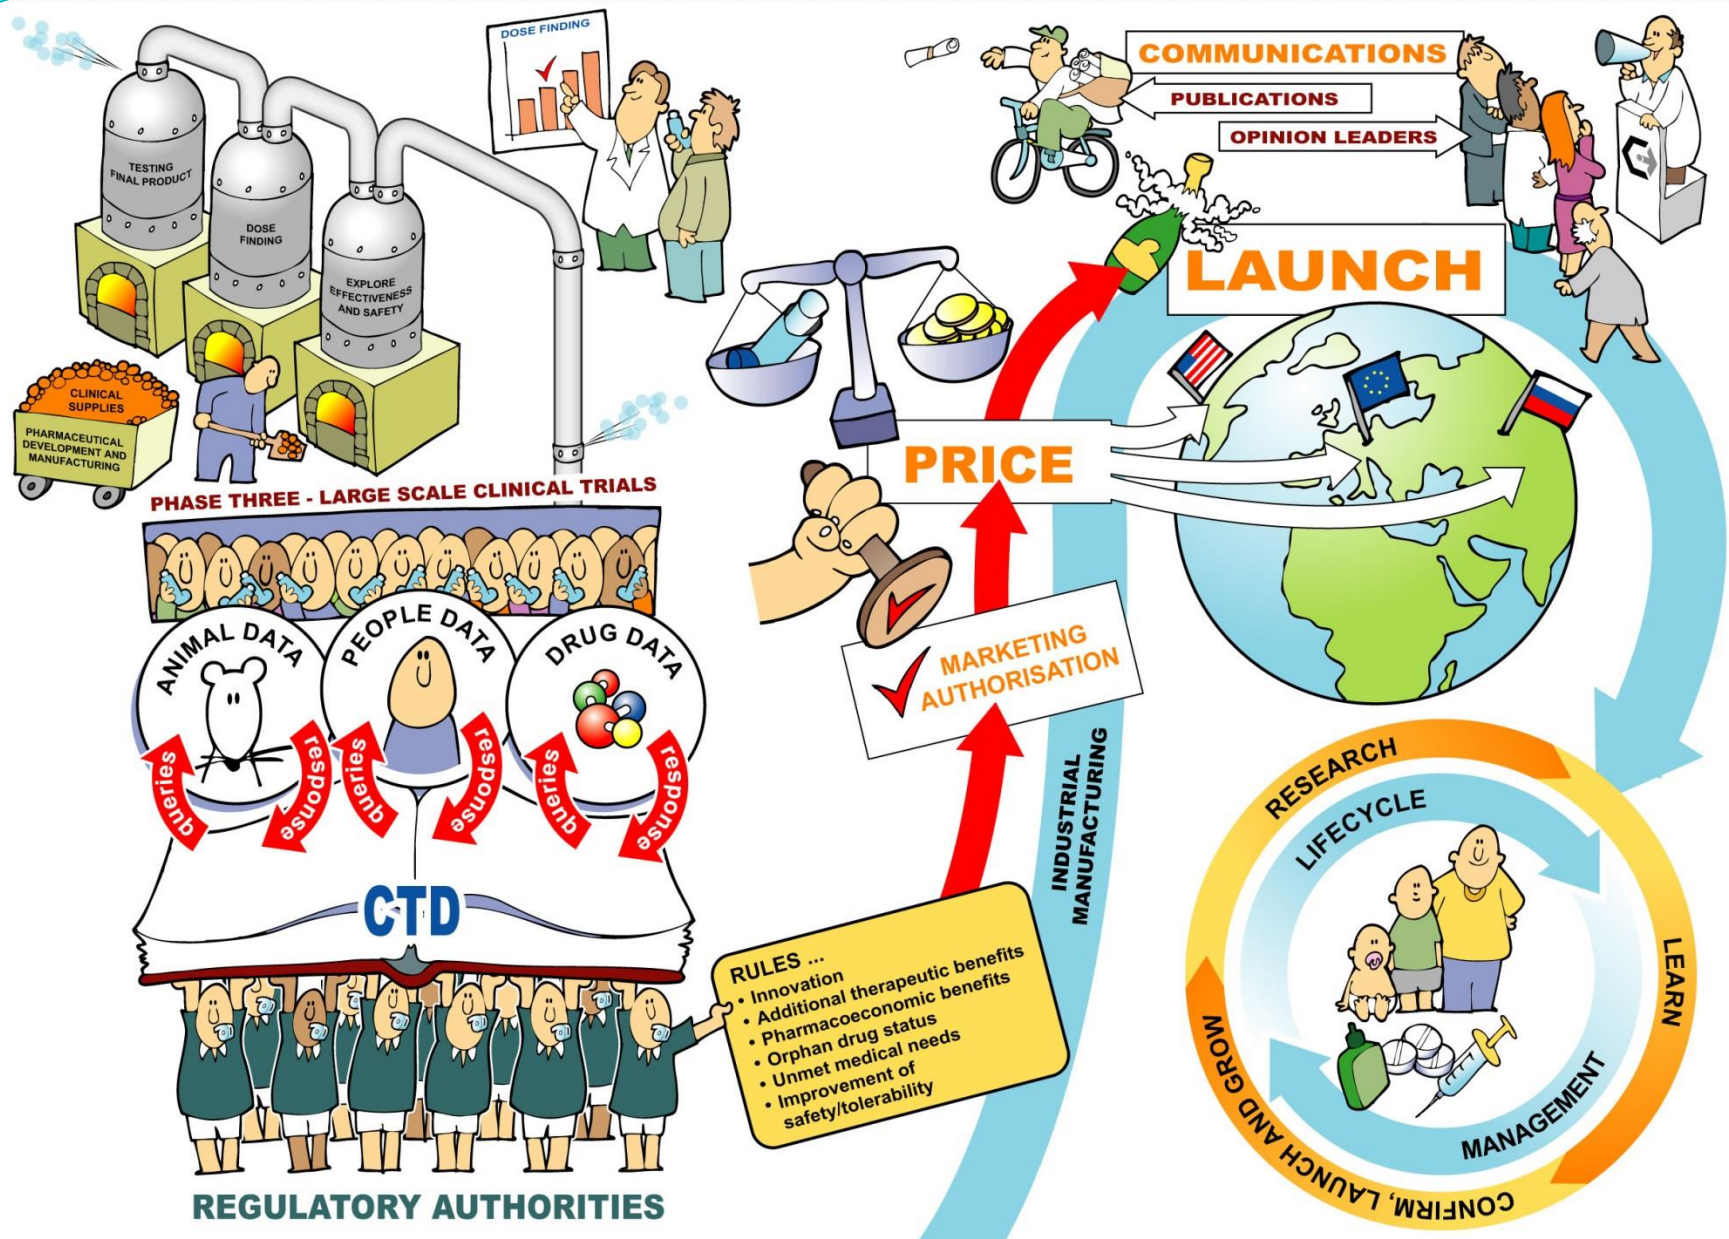 DOSE FINDING
TESTING
FINAL PRODUCT
DOSE
FINDING
EXPLORE
EFFECTIVENESS
AND SAFETY
CLINICAL
SUPPLIES
PHARMACEUTICAL
DEVELOPMENT AND
MANUFACTURING
PHASE THREE - LARGE SCALE CLINICAL TRIALS
ANIMAL DATA
PEOPLE DATA
DRUG DATA
queries
response
queries
response
queries
response
CTD
REGULATORY AUTHORITIES
RULES ...
• Innovation
• Additional therapeutic benefits
• Pharmacoeconomic benefits
• Orphan drug status
• Unmet medical needs
• Improvement of
safety/tolerability
MARKETING
AUTHORISATION
PRICE
INDUSTRIAL
MANUFACTURING
LAUNCH
COMMUNICATIONS
PUBLICATIONS
OPINION LEADERS
RESEARCH
LEARN
CONFIRM, LAUNCH AND GROW
LIFECYCLE
MANAGEMENT